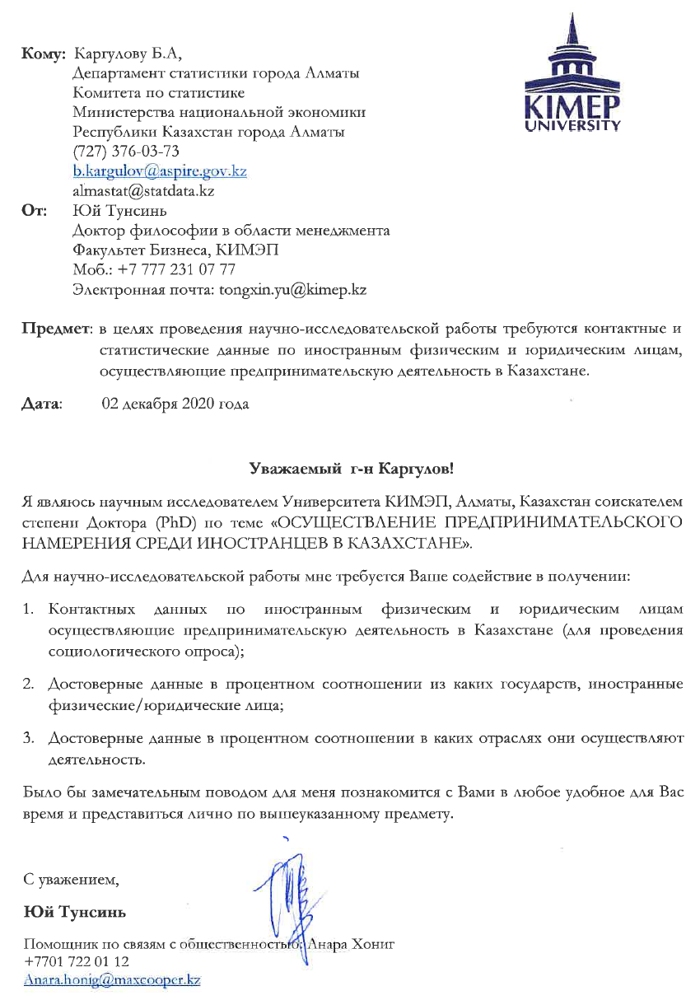 KIMEP
UNIVERSITY
Кому: Каргулову Б.А,
Департамент статистики города Алматы
Комитета по статистике
Министерства национальной экономики
Республики Казахстан города Алматы
(727) 376-03-73
b.kargulov@aspire.gov.kz
almastat@statdata.kz
От: Юй Тунсинь
Доктор философии в области менеджмента
Факультет Бизнеса, КИМЭП
Моб.: +7 777 231 07 77
Электронная почта: tongxin.yu@kimep.kz
Предмет: в целях проведения научно-исследовательской работы требуются контактные и
статистические данные по иностранным физическим и юридическим лицам,
осуществляющие предпринимательскую деятельность в Казахстане.
Дата: 02 декабря 2020 года
Уважаемый г-н Каргулов!
Я являюсь научным исследователем Университета КИМЭП, Алматы, Казахстан соискателем
степени Доктора (PhD) по теме «ОСУЩЕСТВЛЕНИЕ ПРЕДПРИНИМАТЕЛЬСКОГО
НАМЕРЕНИЯ СРЕДИ ИНОСТРАНЦЕВ В КАЗАХСТАНЕ».
Для научно-исследовательской работы мне требуется Ваше содействие в получении:
1. Контактных данных по иностранным физическим и юридическим лицам
осуществляющие предпринимательскую деятельность в Казахстане (для проведения
социологического опроса);
2. Достоверные данные в процентном соотношении из каких государств, иностранные
физические/юридические лица;
3. Достоверные данные в процентном соотношении в каких отраслях они осуществляют
деятельность.
Было бы замечательным поводом для меня познакомится с Вами в любое удобное для Вас
время и представиться лично по вышеуказанному предмету.
С уважением,
Юй Тунсинь
Помощник по связям с общественностью: Анара Хониг
+7701 722 01 12
Anara.honig@maxcooper.kz